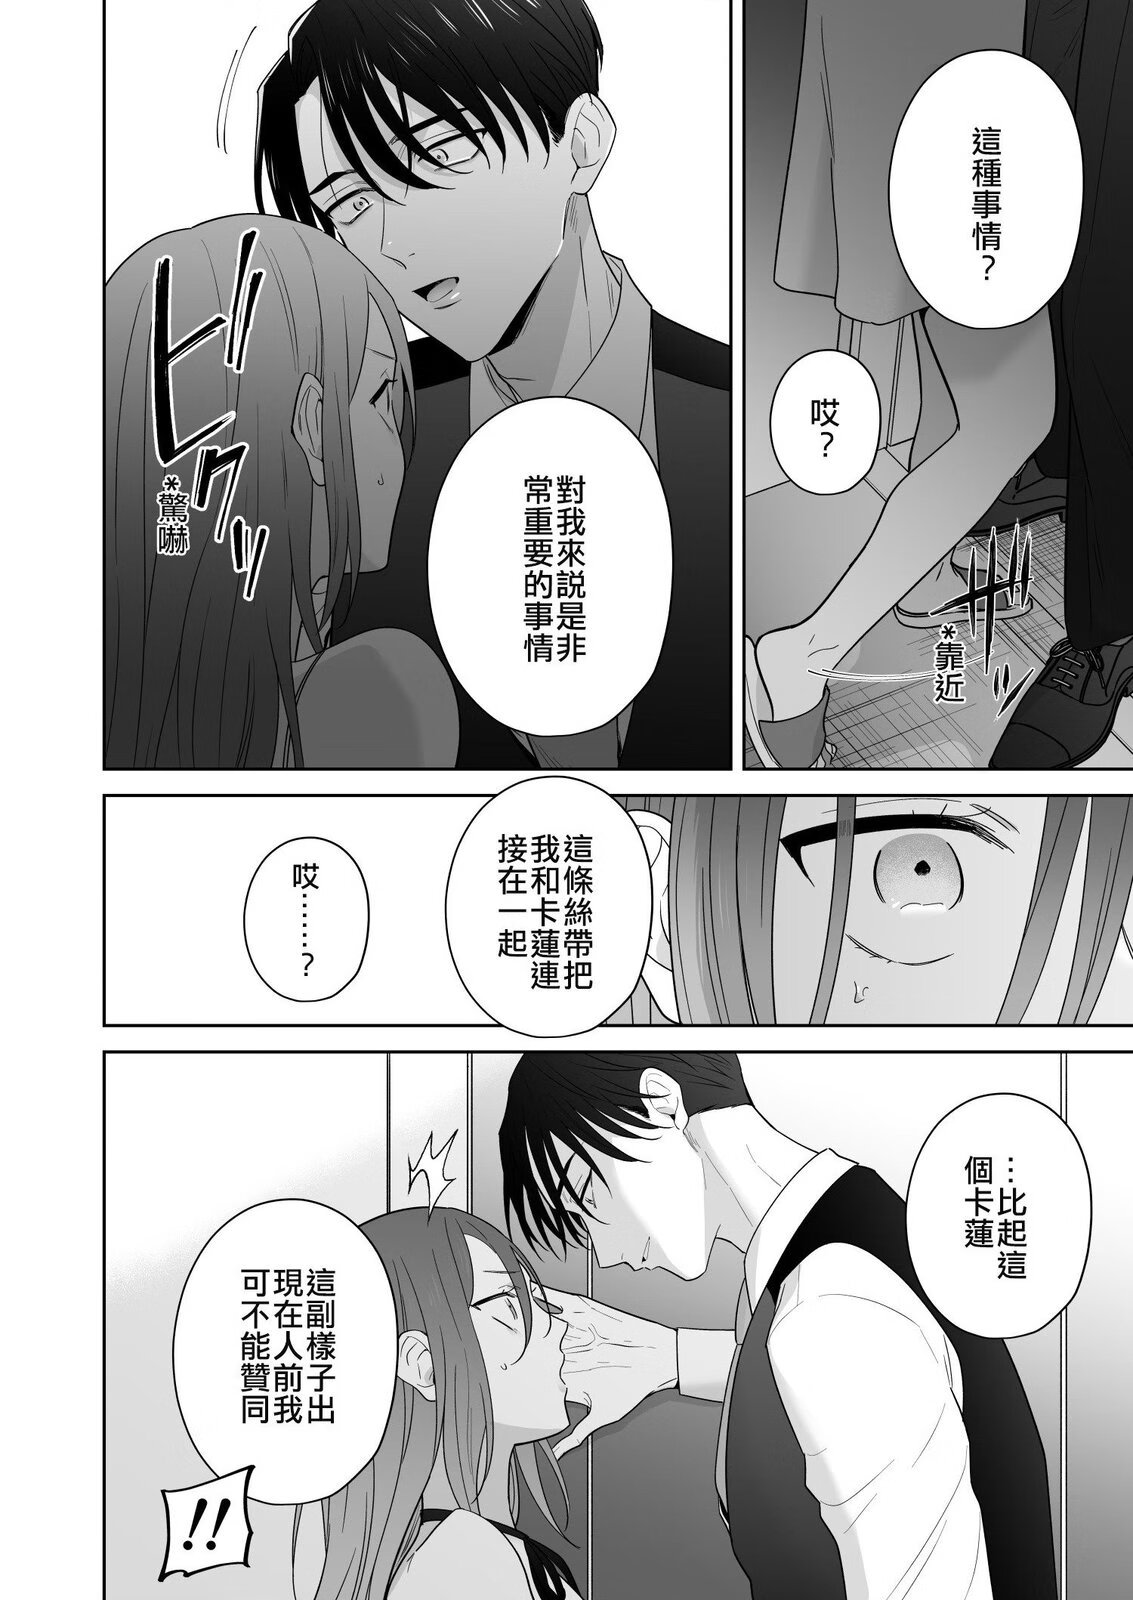 這種事情？
哎？
*靠近
對我來説是非
常重要的事情
ビクッ
*驚嚇
這條絲帶把
我和卡蓮連
接在一起
哎……？
…比起這
個卡蓮
這副樣子出
現在人前我
可不能贊同
!!